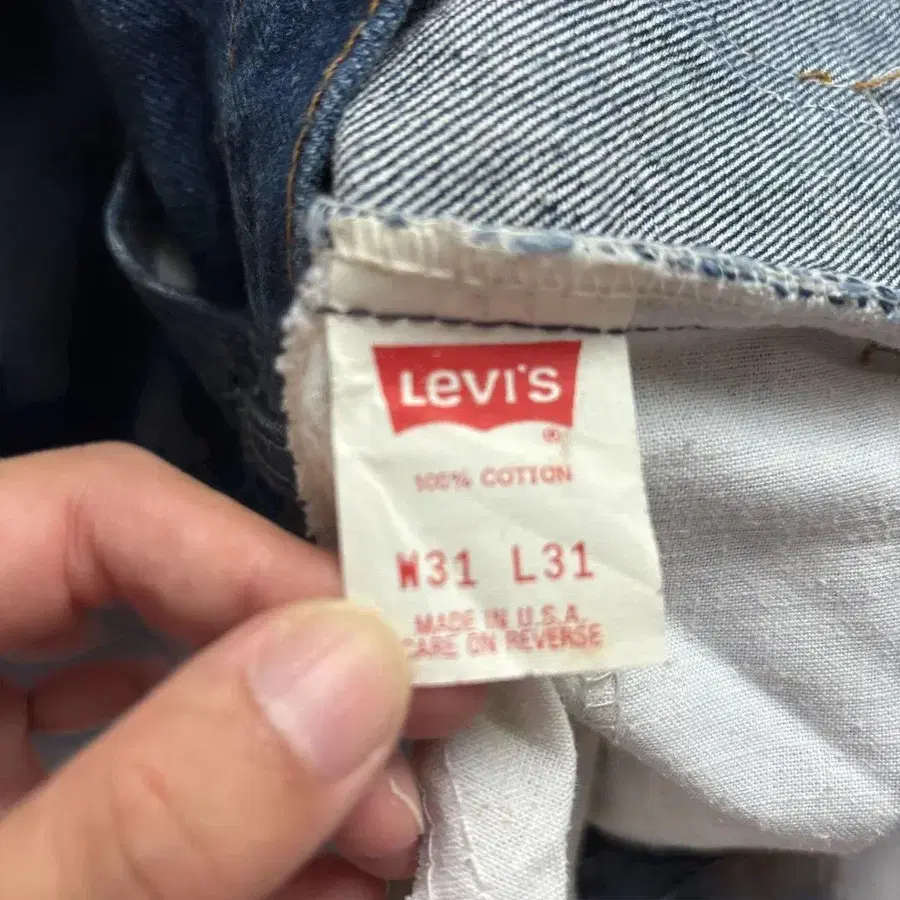 LEVI'S ®
100% COTTON
W31 L31
MADE IN U.S.A.
CARE ON REVERSE